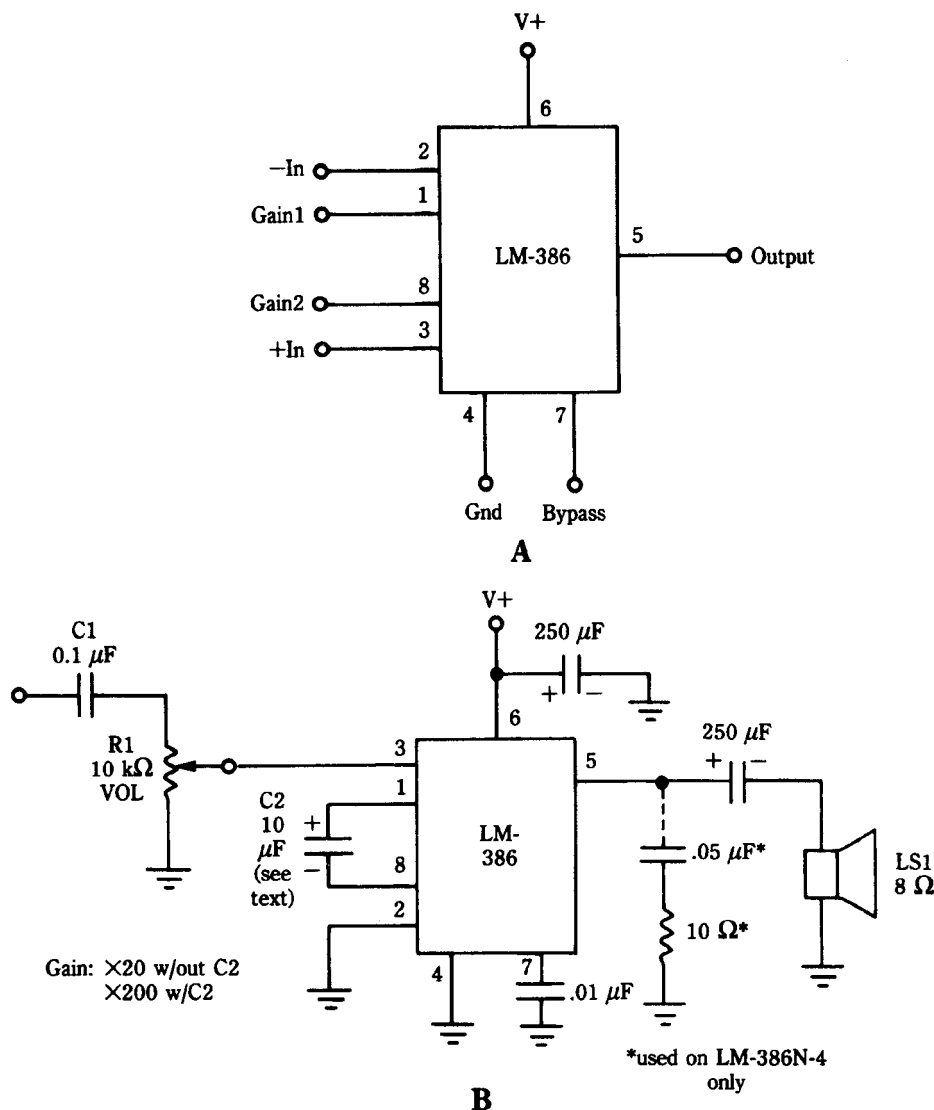 V+
6
−In
2
Gain1
1
LM-386
5
Output
Gain2
8
+In
3
4
7
Gnd
Bypass
A
V+
C1
0.1 μF
250 μF
+ −
6
R1
10 kΩ
VOL
3
5
250 μF
+ −
1
C2
10
μF
(see
text)
+
−
LM-
386
.05 μF*
LS1
8 Ω
8
2
10 Ω*
Gain: ×20 w/out C2
×200 w/C2
4
7
.01 μF
*used on LM-386N-4
only
B